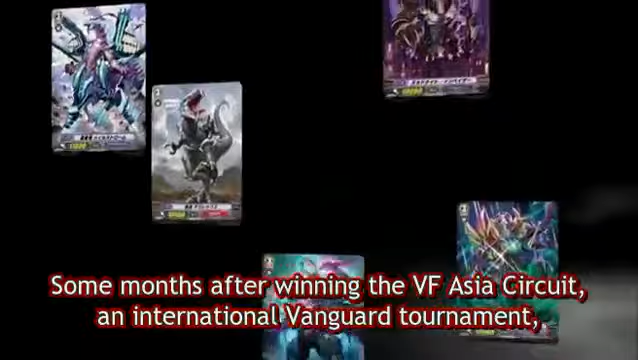 Some months after winning the VF Asia Circuit,
an international Vanguard tournament,